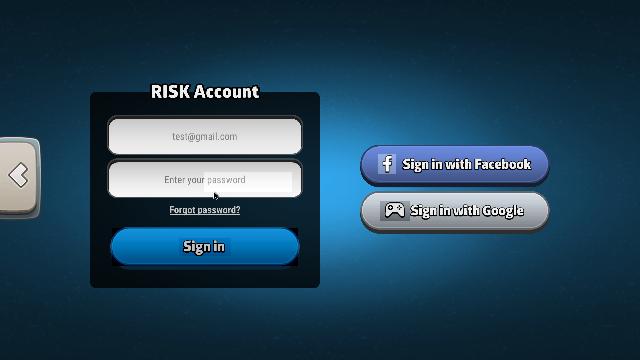 RISK Account
test@gmail.com
Enter your password
Forgot password?
Sign in
Sign in with Facebook
Sign in with Google